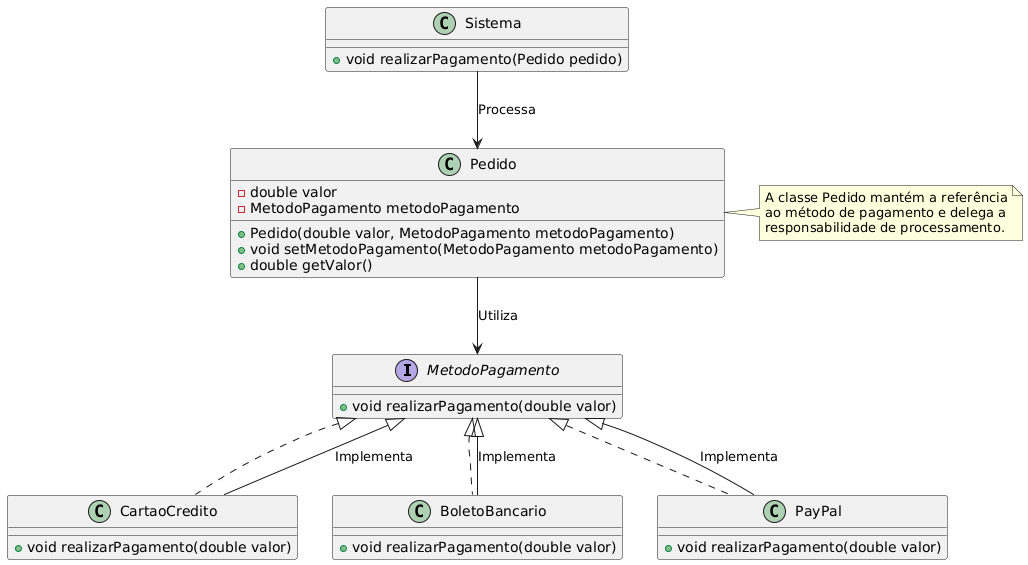 C Sistema
void realizarPagamento(Pedido pedido)
Processa
C Pedido
double valor
MetodoPagamento metodoPagamento
Pedido(double valor, MetodoPagamento metodoPagamento)
void setMetodoPagamento(MetodoPagamento metodoPagamento)
double getValor()
A classe Pedido mantém a referência
ao método de pagamento e delega a
responsabilidade de processamento.
Utiliza
I MetodoPagamento
void realizarPagamento(double valor)
Implementa
Implementa
Implementa
C CartaoCredito
void realizarPagamento(double valor)
C BoletoBancario
void realizarPagamento(double valor)
C PayPal
void realizarPagamento(double valor)